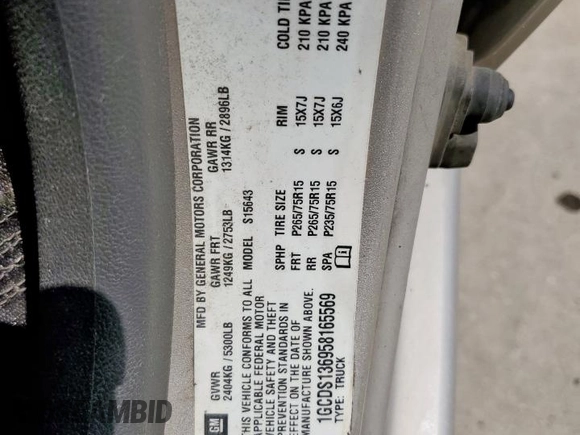 GM
MFD BY GENERAL MOTORS CORPORATION
GVWR GAWR FRT GAWR RR
2404KG / 5300LB 1249KG / 2753LB 1314KG / 2896LB
THIS VEHICLE CONFORMS TO ALL MODEL S15643
APPLICABLE FEDERAL MOTOR
VEHICLE SAFETY AND THEFT
PREVENTION STANDARDS IN
EFFECT ON THE DATE OF
MANUFACTURE SHOWN ABOVE.
1GCDS136958165569
TYPE: TRUCK
SPHP TIRE SIZE RIM COLD TI
FRT P265/75R15 S 15X7J 210 KPA
RR P265/75R15 S 15X7J 210 KPA
SPA P235/75R15 S 15X6J 240 KPA